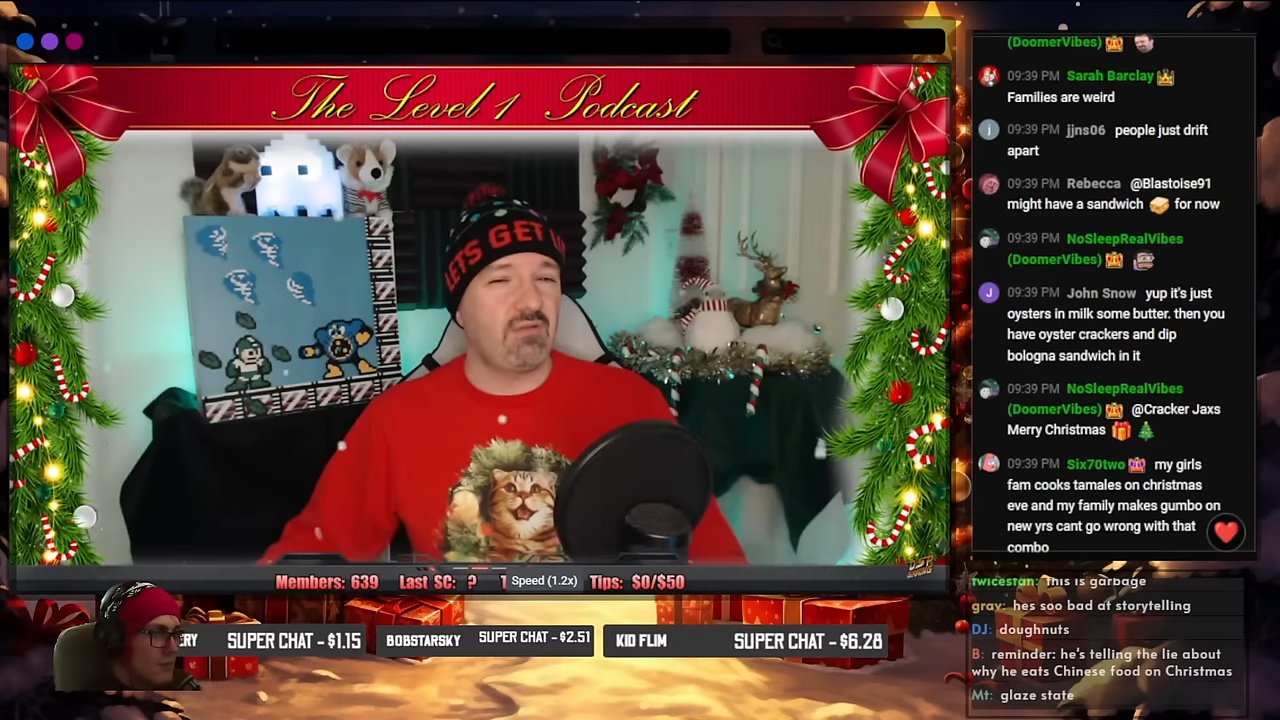 The Level 1 Podcast
LETS GET
Members: 639 Last SC: ? 1 Speed (1.2x) Tips: $0/$50
ERY SUPER CHAT - $1.15 BOBSTARSKY SUPER CHAT - $2.51 KID FLIM SUPER CHAT - $6.28
(DoomerVibes)
09:39 PM Sarah Barclay
Families are weird
09:39 PM jjns06 people just drift
apart
09:39 PM Rebecca @Blastoise91
might have a sandwich for now
09:39 PM NoSleepRealVibes
(DoomerVibes)
J 09:39 PM John Snow yup it's just
oysters in milk some butter. then you
have oyster crackers and dip
bologna sandwich in it
09:39 PM NoSleepRealVibes
(DoomerVibes) @Cracker Jaxs
Merry Christmas
09:39 PM Six70two my girls
fam cooks tamales on christmas
eve and my family makes gumbo on
new yrs cant go wrong with that
combo
twicestan: This is garbage
grav: hes soo bad at storytelling
DJ: doughnuts
B: reminder: he's telling the lie about
why he eats Chinese food on Christmas
Mt: glaze state